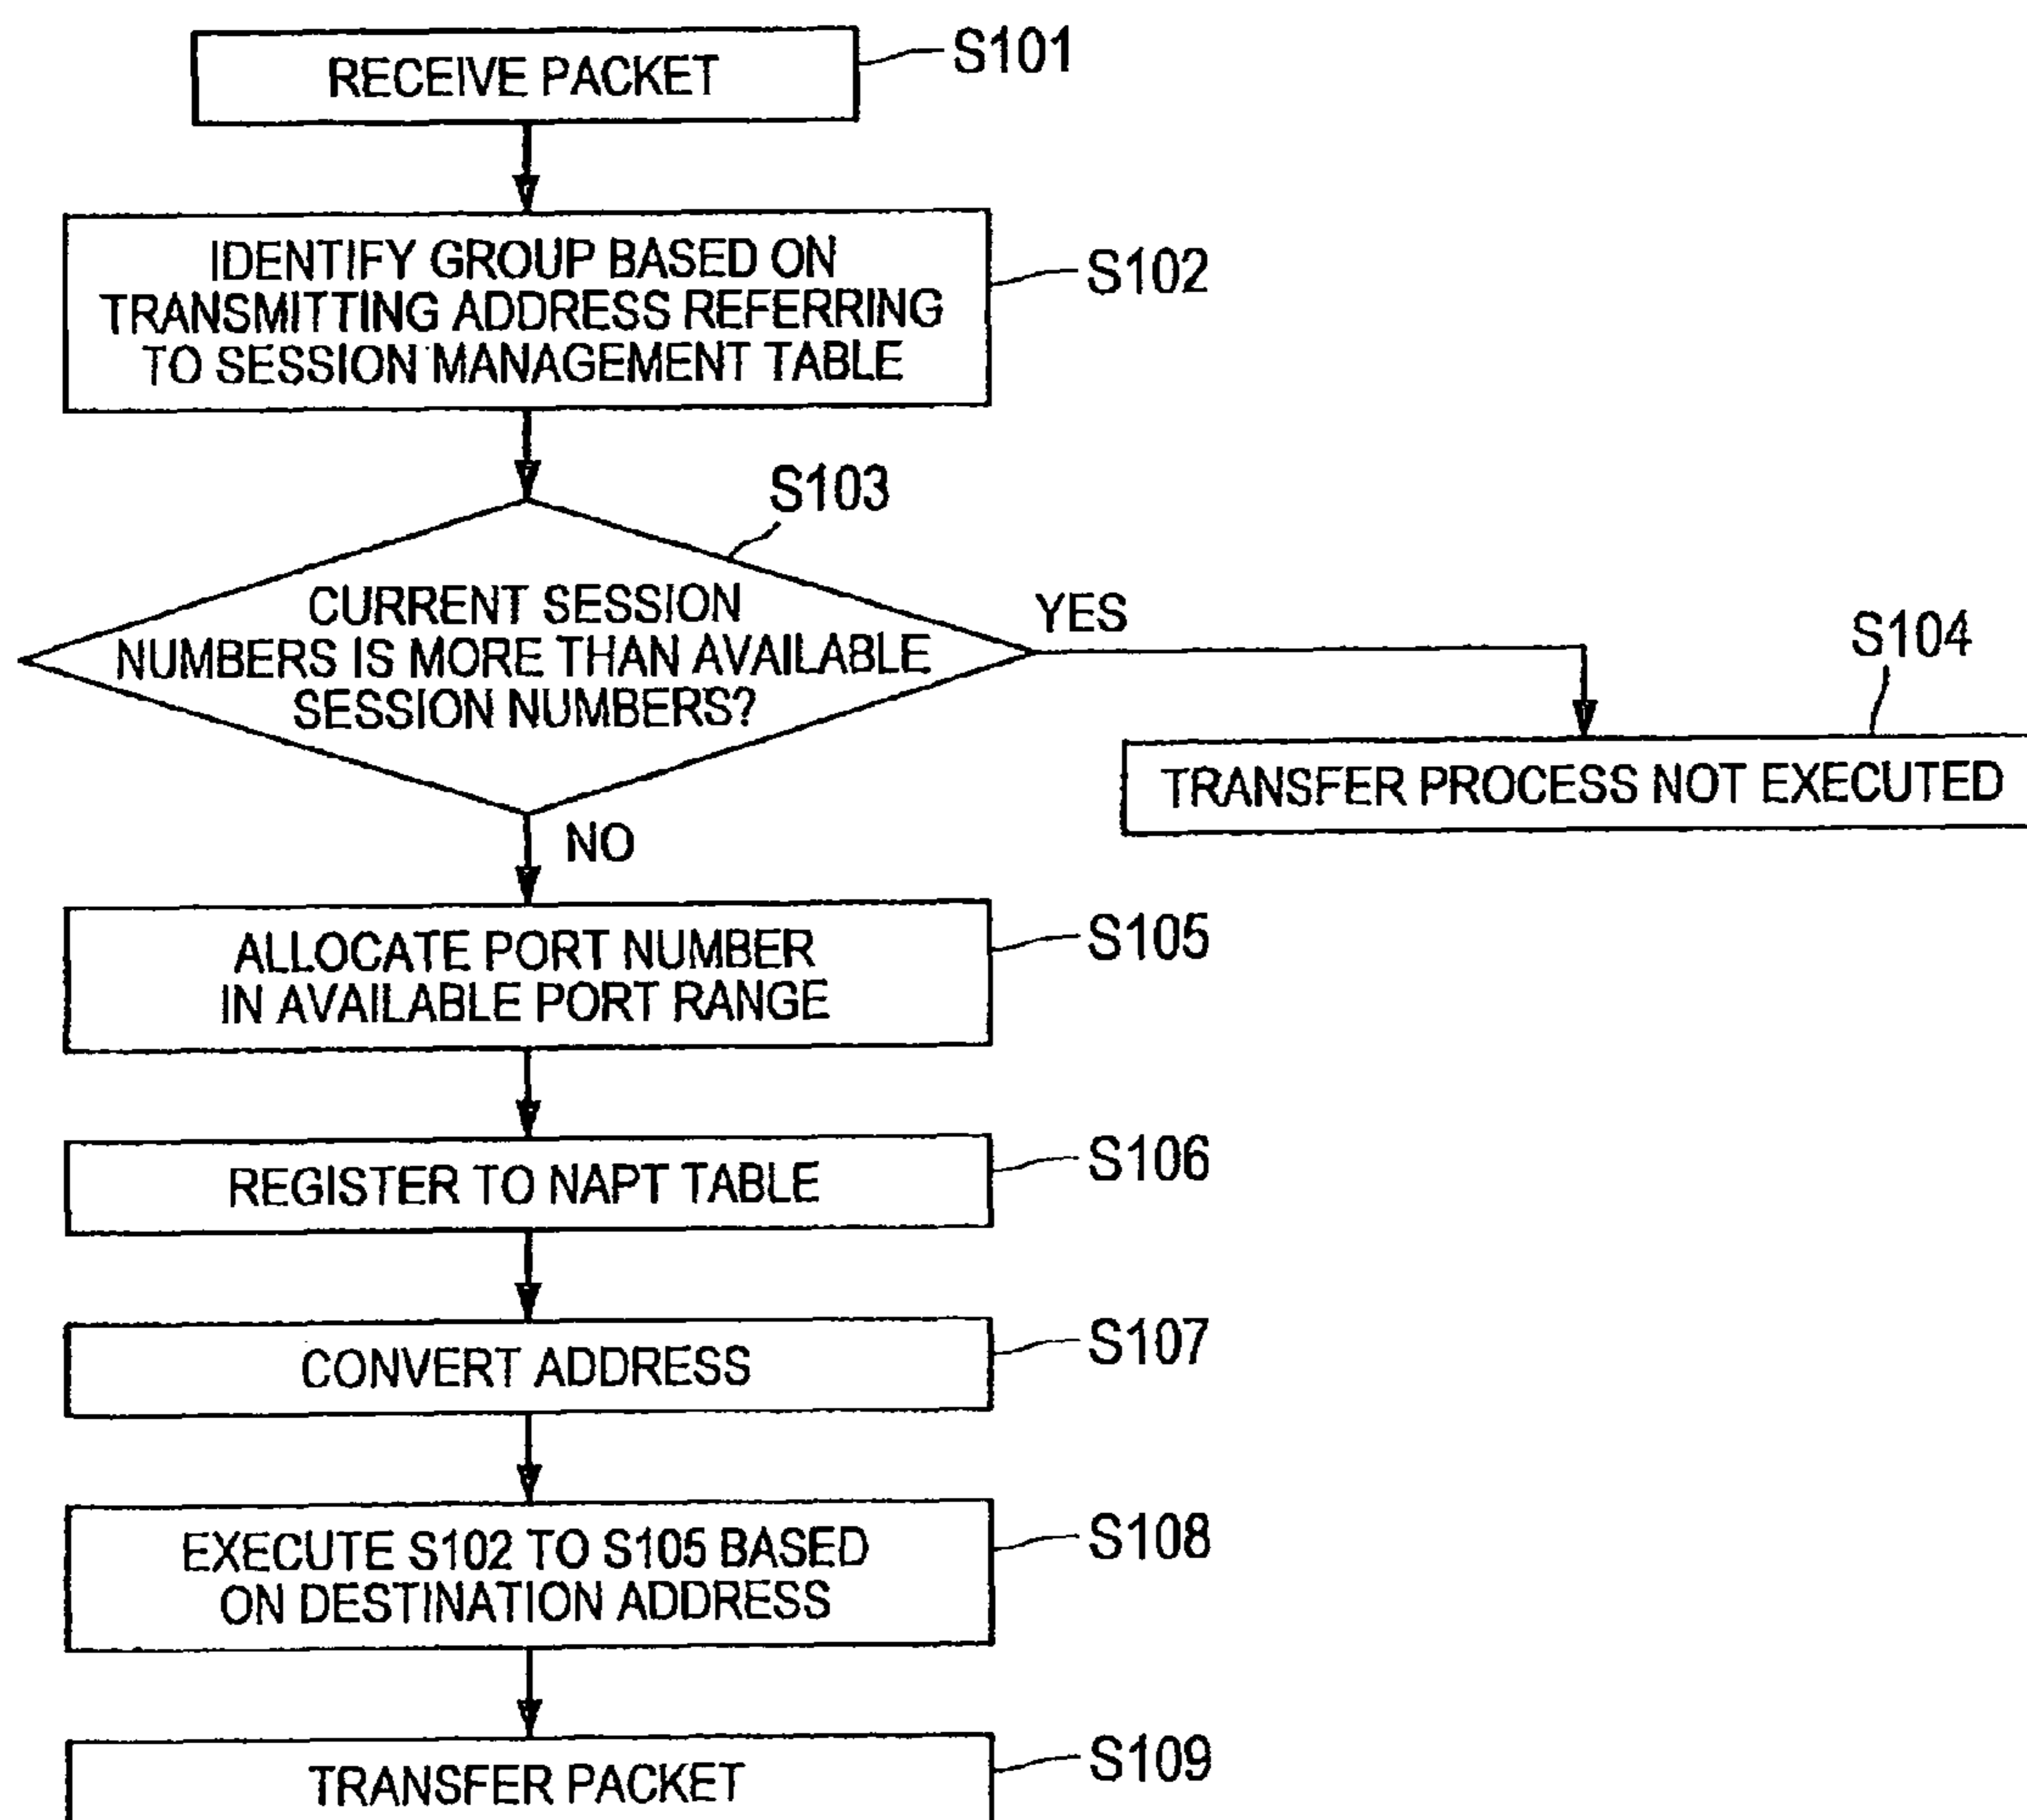 RECEIVE PACKET
S101
IDENTIFY GROUP BASED ON
TRANSMITTING ADDRESS REFERRING
TO SESSION MANAGEMENT TABLE
S102
S103
CURRENT SESSION
NUMBERS IS MORE THAN AVAILABLE
SESSION NUMBERS?
YES
S104
TRANSFER PROCESS NOT EXECUTED
NO
ALLOCATE PORT NUMBER
IN AVAILABLE PORT RANGE
S105
REGISTER TO NAPT TABLE
S106
CONVERT ADDRESS
S107
EXECUTE S102 TO S105 BASED
ON DESTINATION ADDRESS
S108
TRANSFER PACKET
S109